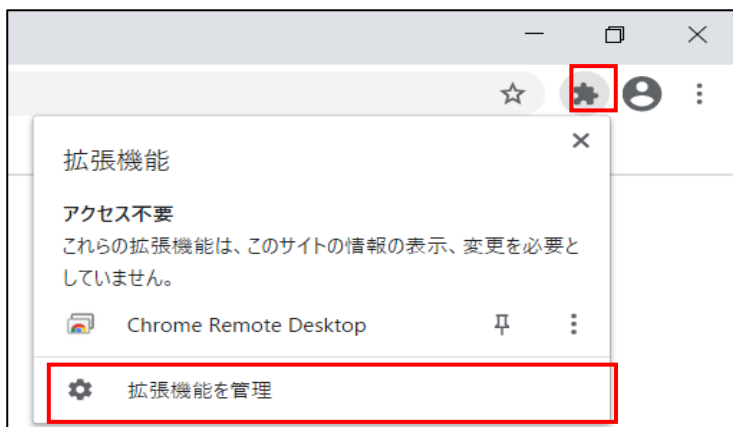 拡張機能
アクセス不要
これらの拡張機能は、このサイトの情報の表示、変更を必要と
していません。
Chrome Remote Desktop
拡張機能を管理